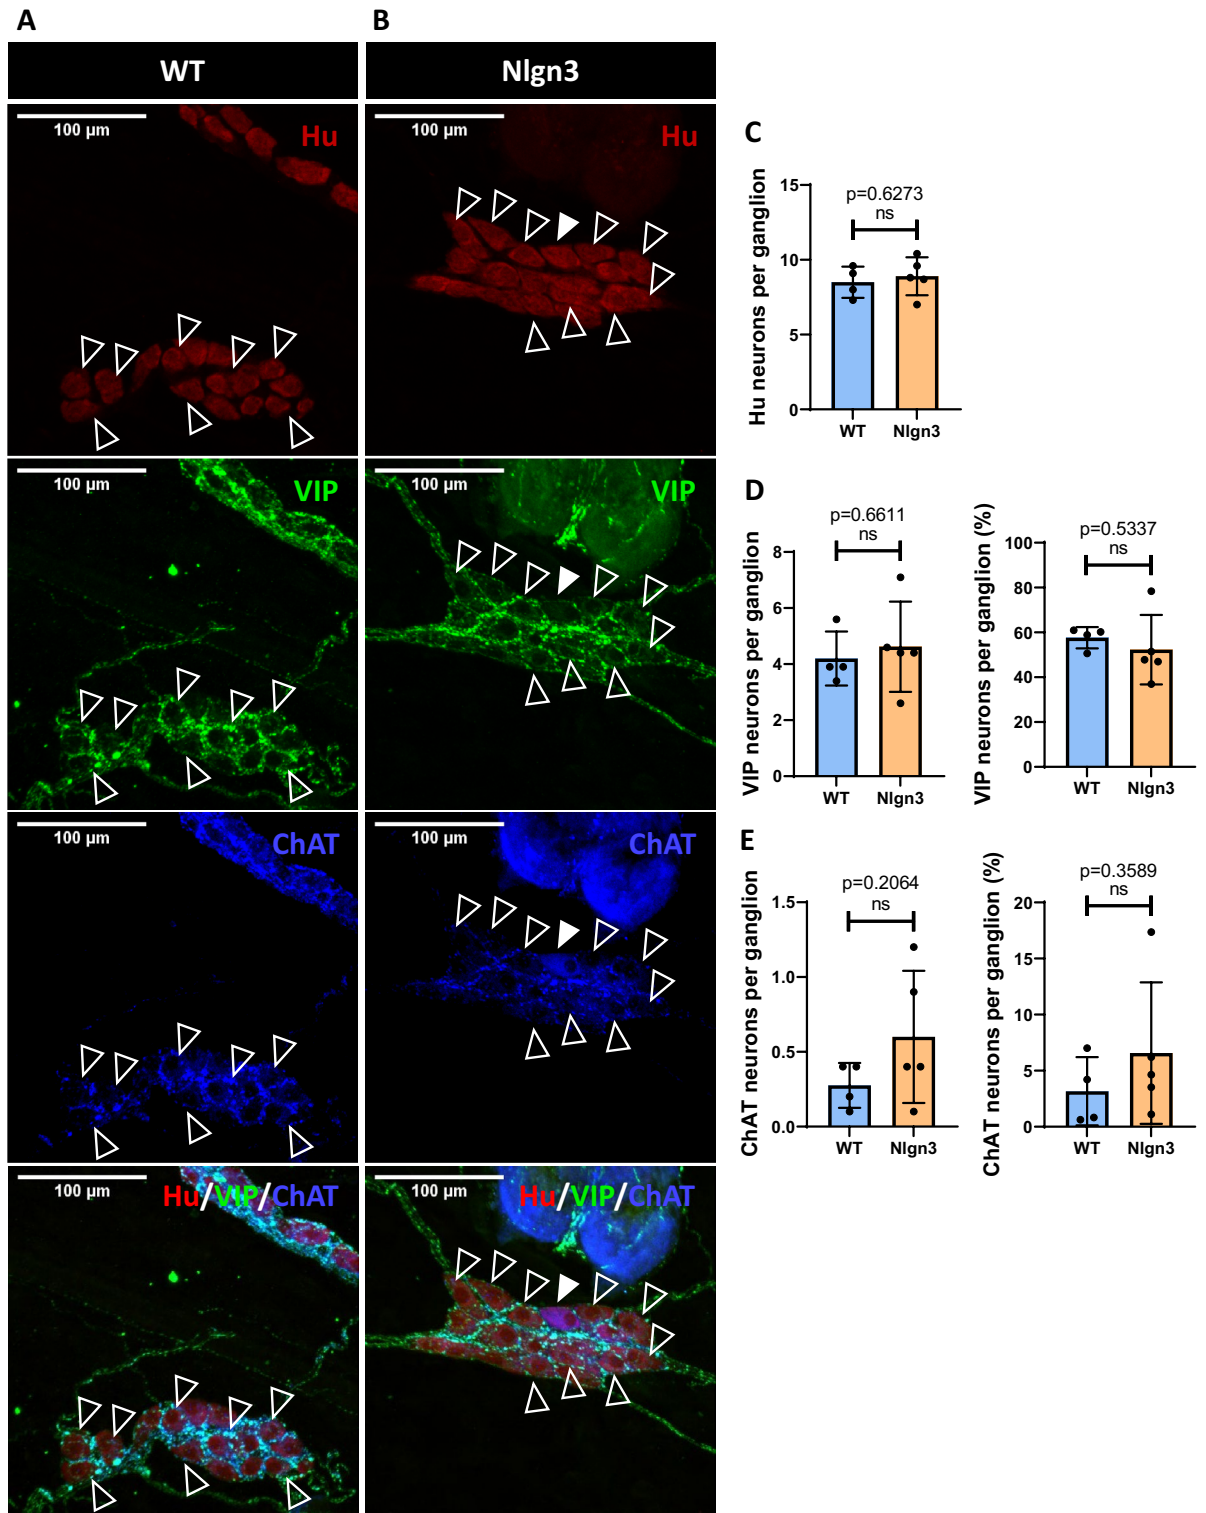 A
B
WT
Nlgn3
100 µm
Hu
100 µm
Hu
100 µm
VIP
100 µm
VIP
100 µm
ChAT
100 µm
ChAT
100 µm
Hu/VIP/ChAT
100 µm
Hu/VIP/ChAT
C
Hu neurons per ganglion
15
10
5
0
p=0.6273
ns
WT
Nlgn3
D
VIP neurons per ganglion
8
6
4
2
0
p=0.6611
ns
WT
Nlgn3
VIP neurons per ganglion (%)
100
80
60
40
20
0
p=0.5337
ns
WT
Nlgn3
E
ChAT neurons per ganglion
1.5
1.0
0.5
0.0
p=0.2064
ns
WT
Nlgn3
ChAT neurons per ganglion (%)
20
15
10
5
0
p=0.3589
ns
WT
Nlgn3